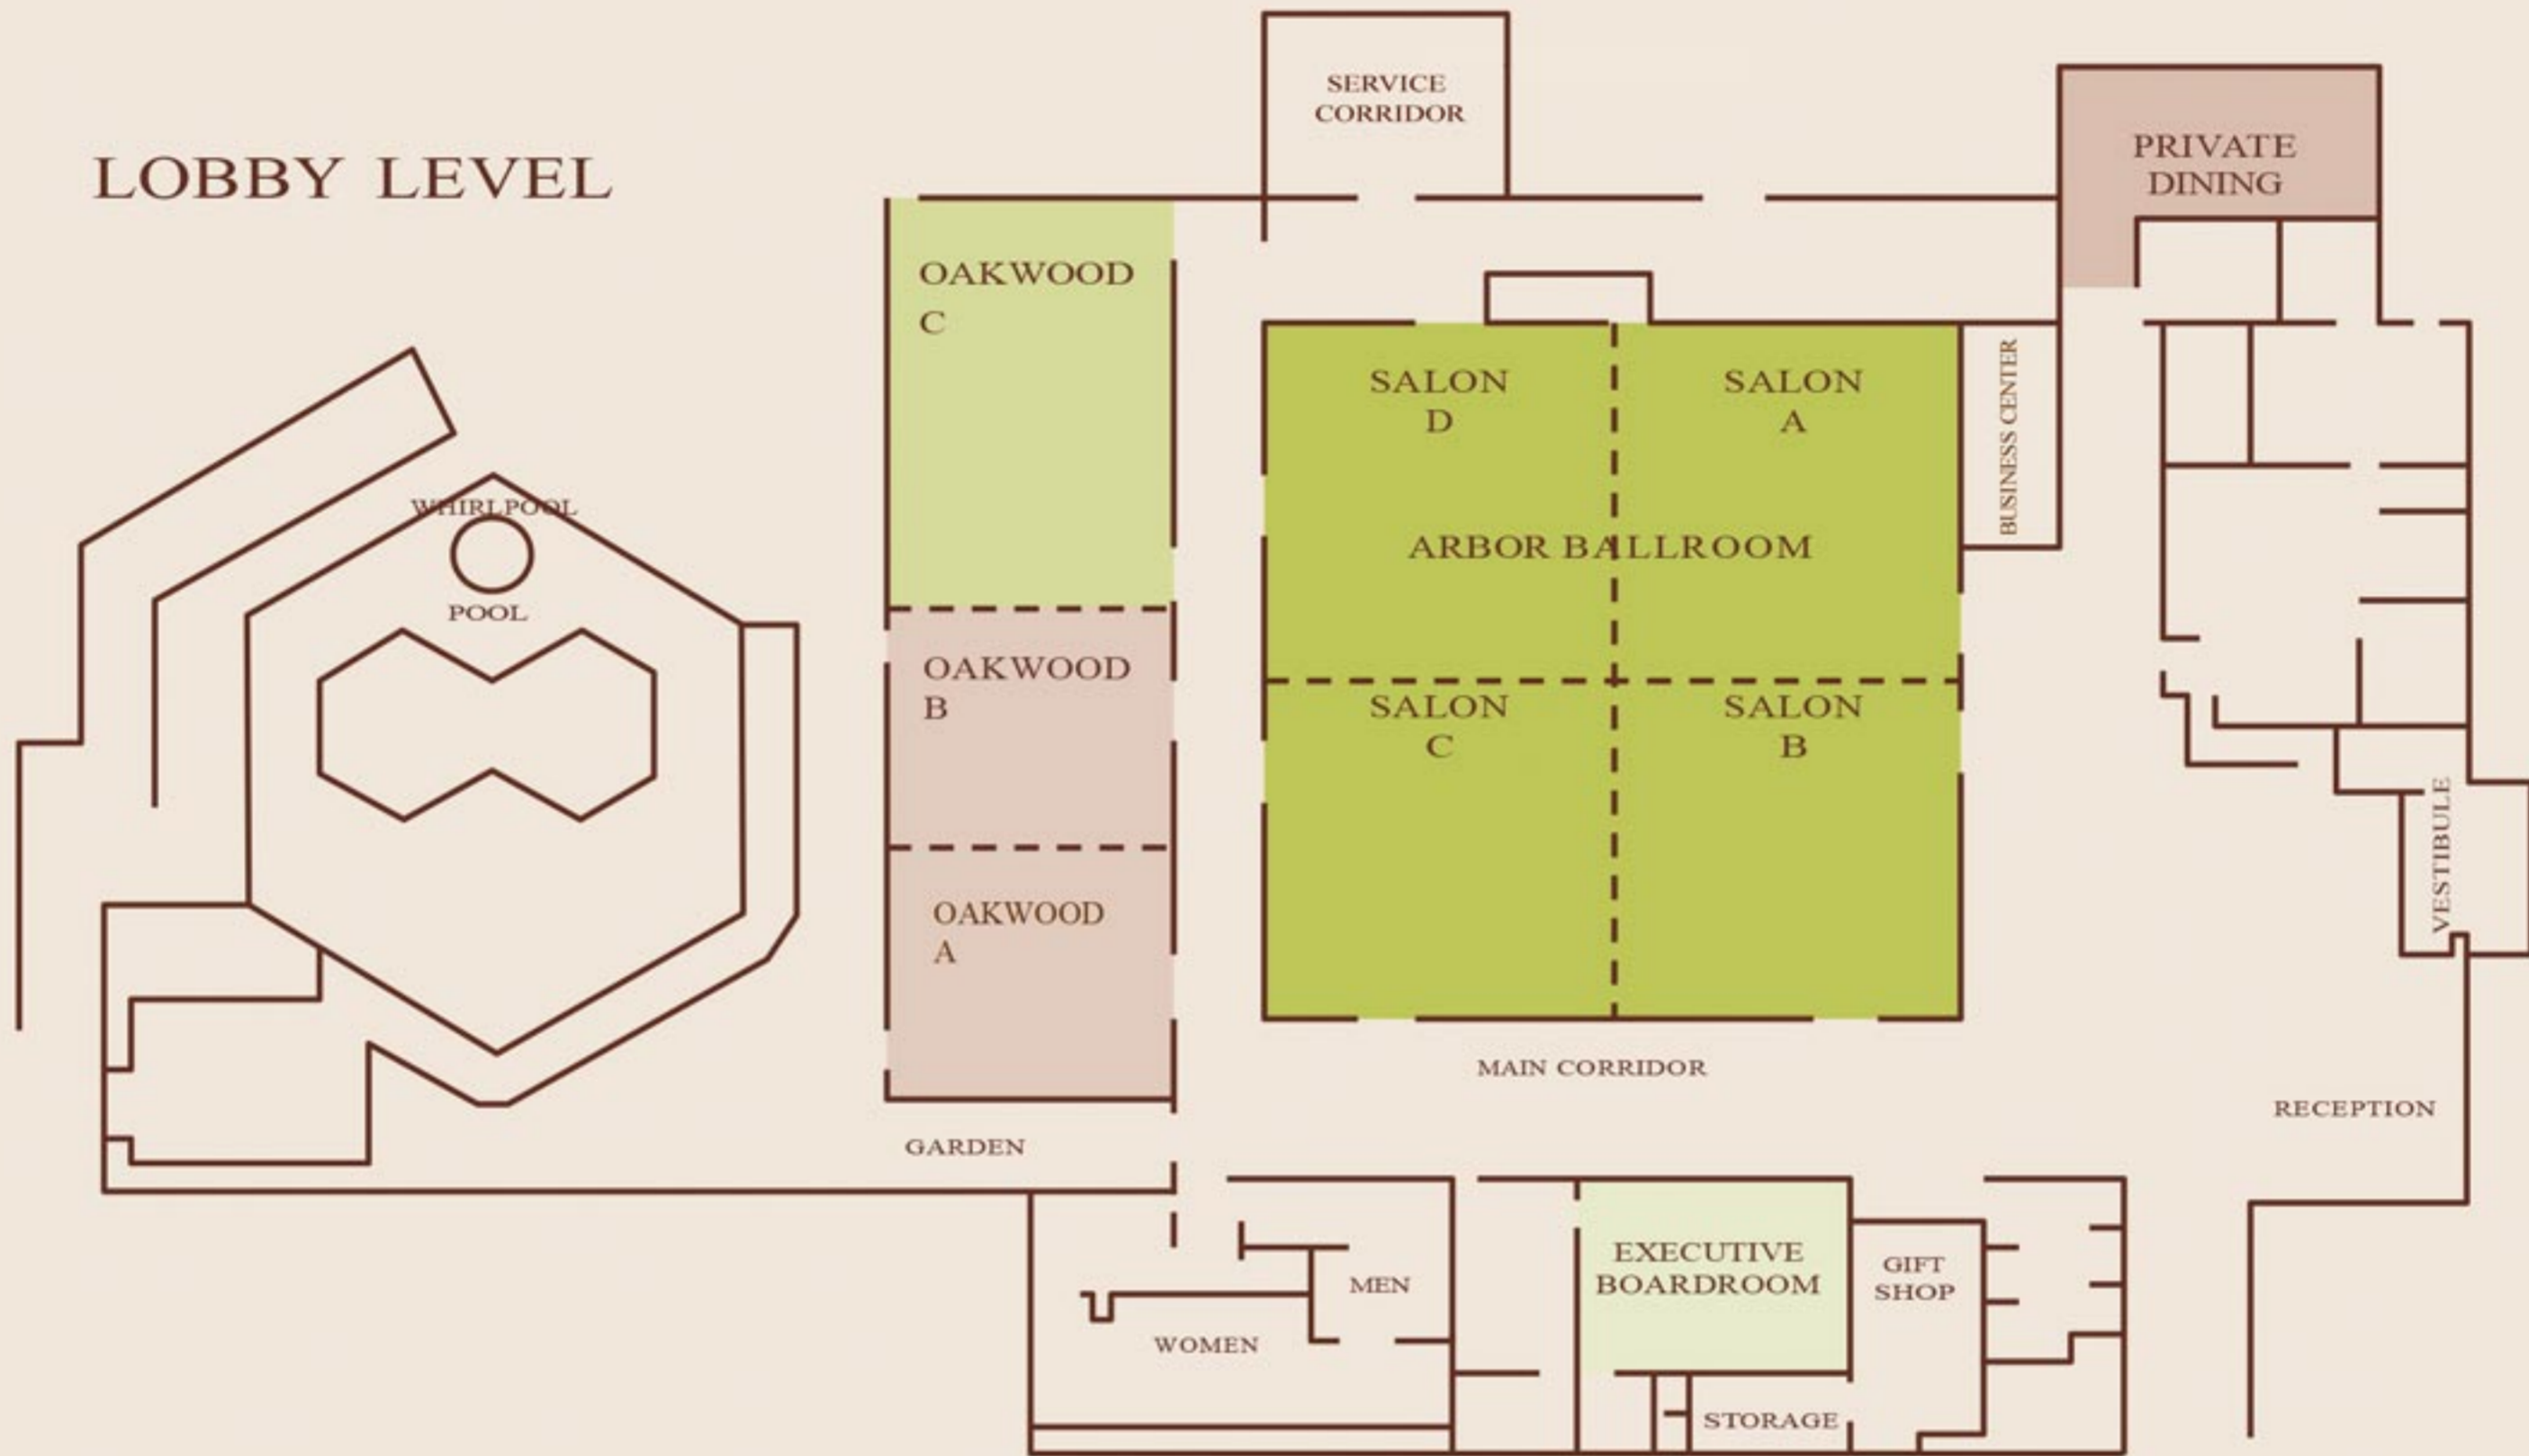 LOBBY LEVEL
SERVICE
CORRIDOR
PRIVATE
DINING
OAKWOOD
C
SALON
D
SALON
A
BUSINESS CENTER
WHIRLPOOL
POOL
ARBOR BALLROOM
OAKWOOD
B
SALON
C
SALON
B
VESTIBULE
OAKWOOD
A
MAIN CORRIDOR
RECEPTION
GARDEN
EXECUTIVE
BOARDROOM
GIFT
SHOP
MEN
WOMEN
STORAGE